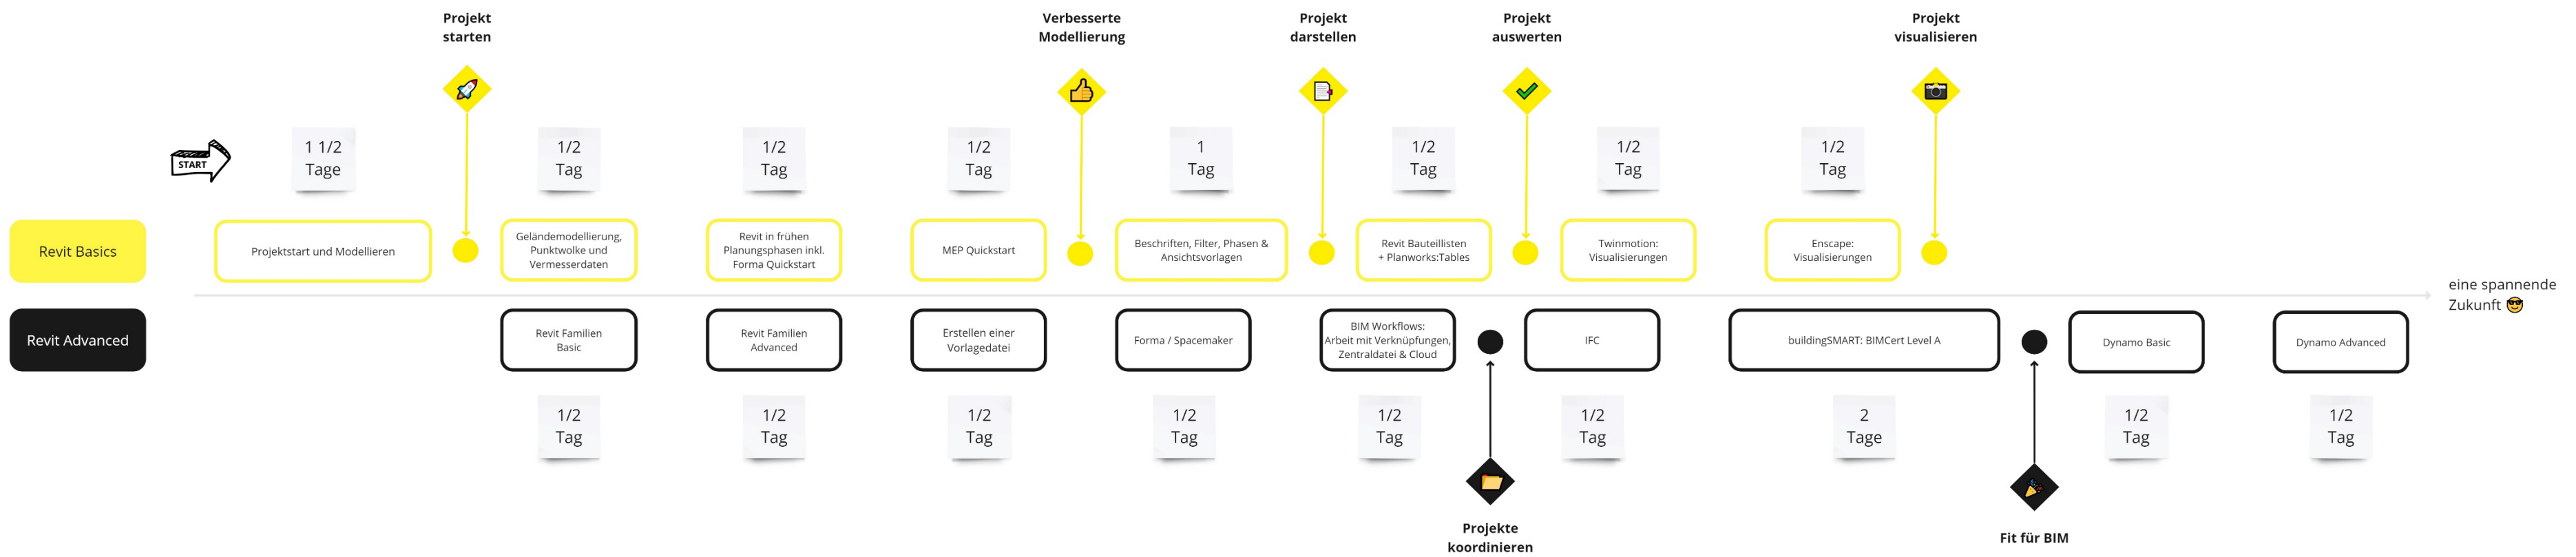 Projekt
starten
Verbesserte
Modellierung
Projekt
darstellen
Projekt
auswerten
Projekt
visualisieren
START
1 1/2
Tage
1/2
Tag
1/2
Tag
1/2
Tag
1
Tag
1/2
Tag
1/2
Tag
1/2
Tag
Revit Basics
Projektstart und Modellieren
Geländemodellierung,
Punktwolke und
Vermesserdaten
Revit in frühen
Planungsphasen inkl.
Forma Quickstart
MEP Quickstart
Beschriften, Filter, Phasen &
Ansichtsvorlagen
Revit Bauteillisten
+ Planworks:Tables
Twinmotion:
Visualisierungen
Enscape:
Visualisierungen
eine spannende
Zukunft 😎
Revit Advanced
Revit Familien
Basic
Revit Familien
Advanced
Erstellen einer
Vorlagedatei
Forma / Spacemaker
BIM Workflows:
Arbeit mit Verknüpfungen,
Zentraldatei & Cloud
IFC
buildingSMART: BIMCert Level A
Dynamo Basic
Dynamo Advanced
1/2
Tag
1/2
Tag
1/2
Tag
1/2
Tag
1/2
Tag
1/2
Tag
2
Tage
1/2
Tag
1/2
Tag
Projekte
koordinieren
Fit für BIM